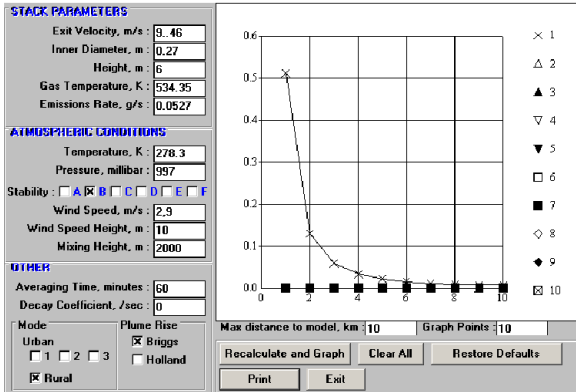 STACK PARAMETERS
Exit Velocity, m/s : 9..46
Inner Diameter, m : 0.27
Height, m : 6
Gas Temperature, K : 534.35
Emissions Rate, g/s : 0.0527
ATMOSPHERIC CONDITIONS
Temperature, K : 278.3
Pressure, millibar : 997
Stability : A B C D E F
Wind Speed, m/s : 2,9
Wind Speed Height, m : 10
Mixing Height, m : 2000
OTHER
Averaging Time, minutes : 60
Decay Coefficient, /sec : 0
Mode
Urban
1 2 3
Rural
Plume Rise
Briggs
Holland
0.6
0.5
0.4
0.3
0.2
0.1
0.0
0 2 4 6 8 10
1
2
3
4
5
6
7
8
9
10
Max distance to model, km : 10 Graph Points : 10
Recalculate and Graph Clear All Restore Defaults
Print Exit